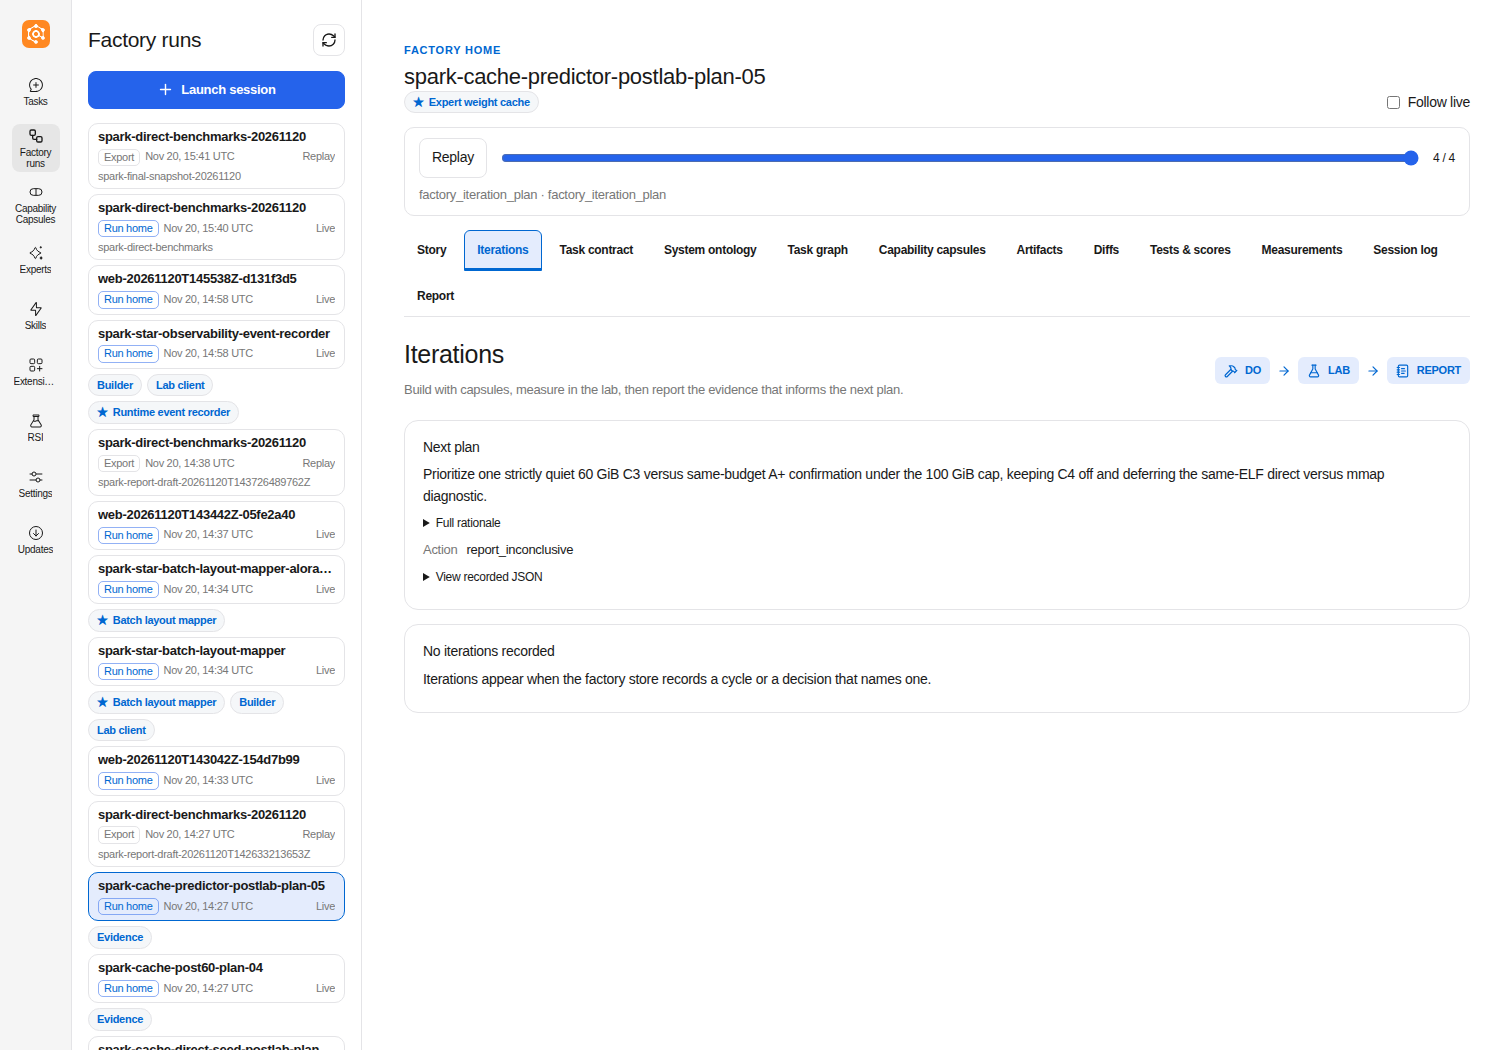 Tasks
Factory
runs
Capability
Capsules
Experts
Skills
Extensi…
RSI
Settings
Updates
Factory runs
Launch session
spark-direct-benchmarks-20261120
Export Nov 20, 15:41 UTC Replay
spark-final-snapshot-20261120
spark-direct-benchmarks-20261120
Run home Nov 20, 15:40 UTC Live
spark-direct-benchmarks
web-20261120T145538Z-d131f3d5
Run home Nov 20, 14:58 UTC Live
spark-star-observability-event-recorder
Run home Nov 20, 14:58 UTC Live
Builder Lab client
Runtime event recorder
spark-direct-benchmarks-20261120
Export Nov 20, 14:38 UTC Replay
spark-report-draft-20261120T143726489762Z
web-20261120T143442Z-05fe2a40
Run home Nov 20, 14:37 UTC Live
spark-star-batch-layout-mapper-alora…
Run home Nov 20, 14:34 UTC Live
Batch layout mapper
spark-star-batch-layout-mapper
Run home Nov 20, 14:34 UTC Live
Batch layout mapper Builder
Lab client
web-20261120T143042Z-154d7b99
Run home Nov 20, 14:33 UTC Live
spark-direct-benchmarks-20261120
Export Nov 20, 14:27 UTC Replay
spark-report-draft-20261120T142633213653Z
spark-cache-predictor-postlab-plan-05
Run home Nov 20, 14:27 UTC Live
Evidence
spark-cache-post60-plan-04
Run home Nov 20, 14:27 UTC Live
Evidence
spark-cache-direct-seed-postlab-plan
FACTORY HOME
spark-cache-predictor-postlab-plan-05
Expert weight cache
Follow live
Replay 4 / 4
factory_iteration_plan · factory_iteration_plan
Story Iterations Task contract System ontology Task graph Capability capsules Artifacts Diffs Tests & scores Measurements Session log
Report
Iterations
Build with capsules, measure in the lab, then report the evidence that informs the next plan.
DO LAB REPORT
Next plan
Prioritize one strictly quiet 60 GiB C3 versus same-budget A+ confirmation under the 100 GiB cap, keeping C4 off and deferring the same-ELF direct versus mmap
diagnostic.
Full rationale
Action report_inconclusive
View recorded JSON
No iterations recorded
Iterations appear when the factory store records a cycle or a decision that names one.